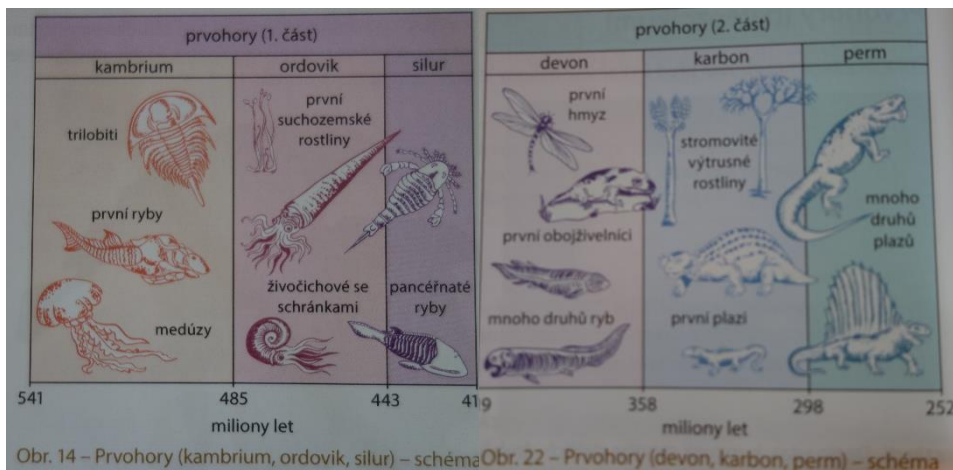 prvohory (1. část)
kambrium
ordovik
silur
trilobiti
první ryby
medúzy
první
suchozemské
rostliny
živočichové se
schránkami
pancéřnaté
ryby
541
485
443
miliony let
Obr. 14 – Prvohory (kambrium, ordovik, silur) – schéma
prvohory (2. část)
devon
karbon
perm
první
hmyz
první obojživelníci
mnoho druhů ryb
stromovité
výtrusné
rostliny
první plazi
mnoho
druhů
plazů
358
298
252
miliony let
Obr. 22 – Prvohory (devon, karbon, perm) – schéma